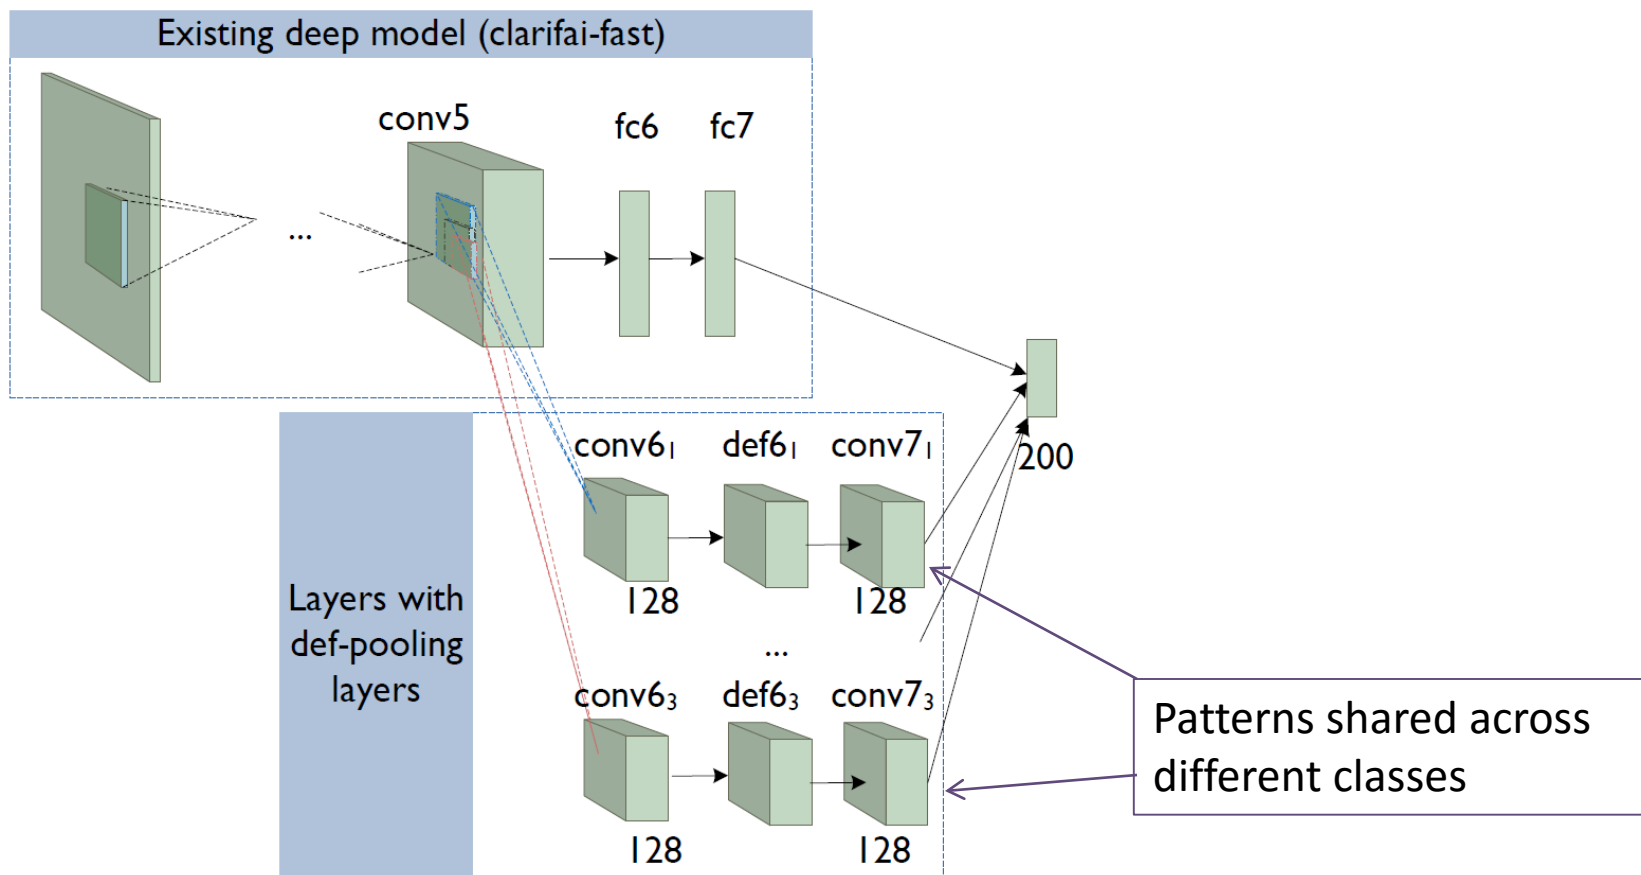 Existing deep model (clarifai-fast)
conv5
fc6
fc7
...
200
conv6₁
def6₁
conv7₁
128
128
Layers with
def-pooling
layers
...
conv6₃
def6₃
conv7₃
128
128
Patterns shared across
different classes